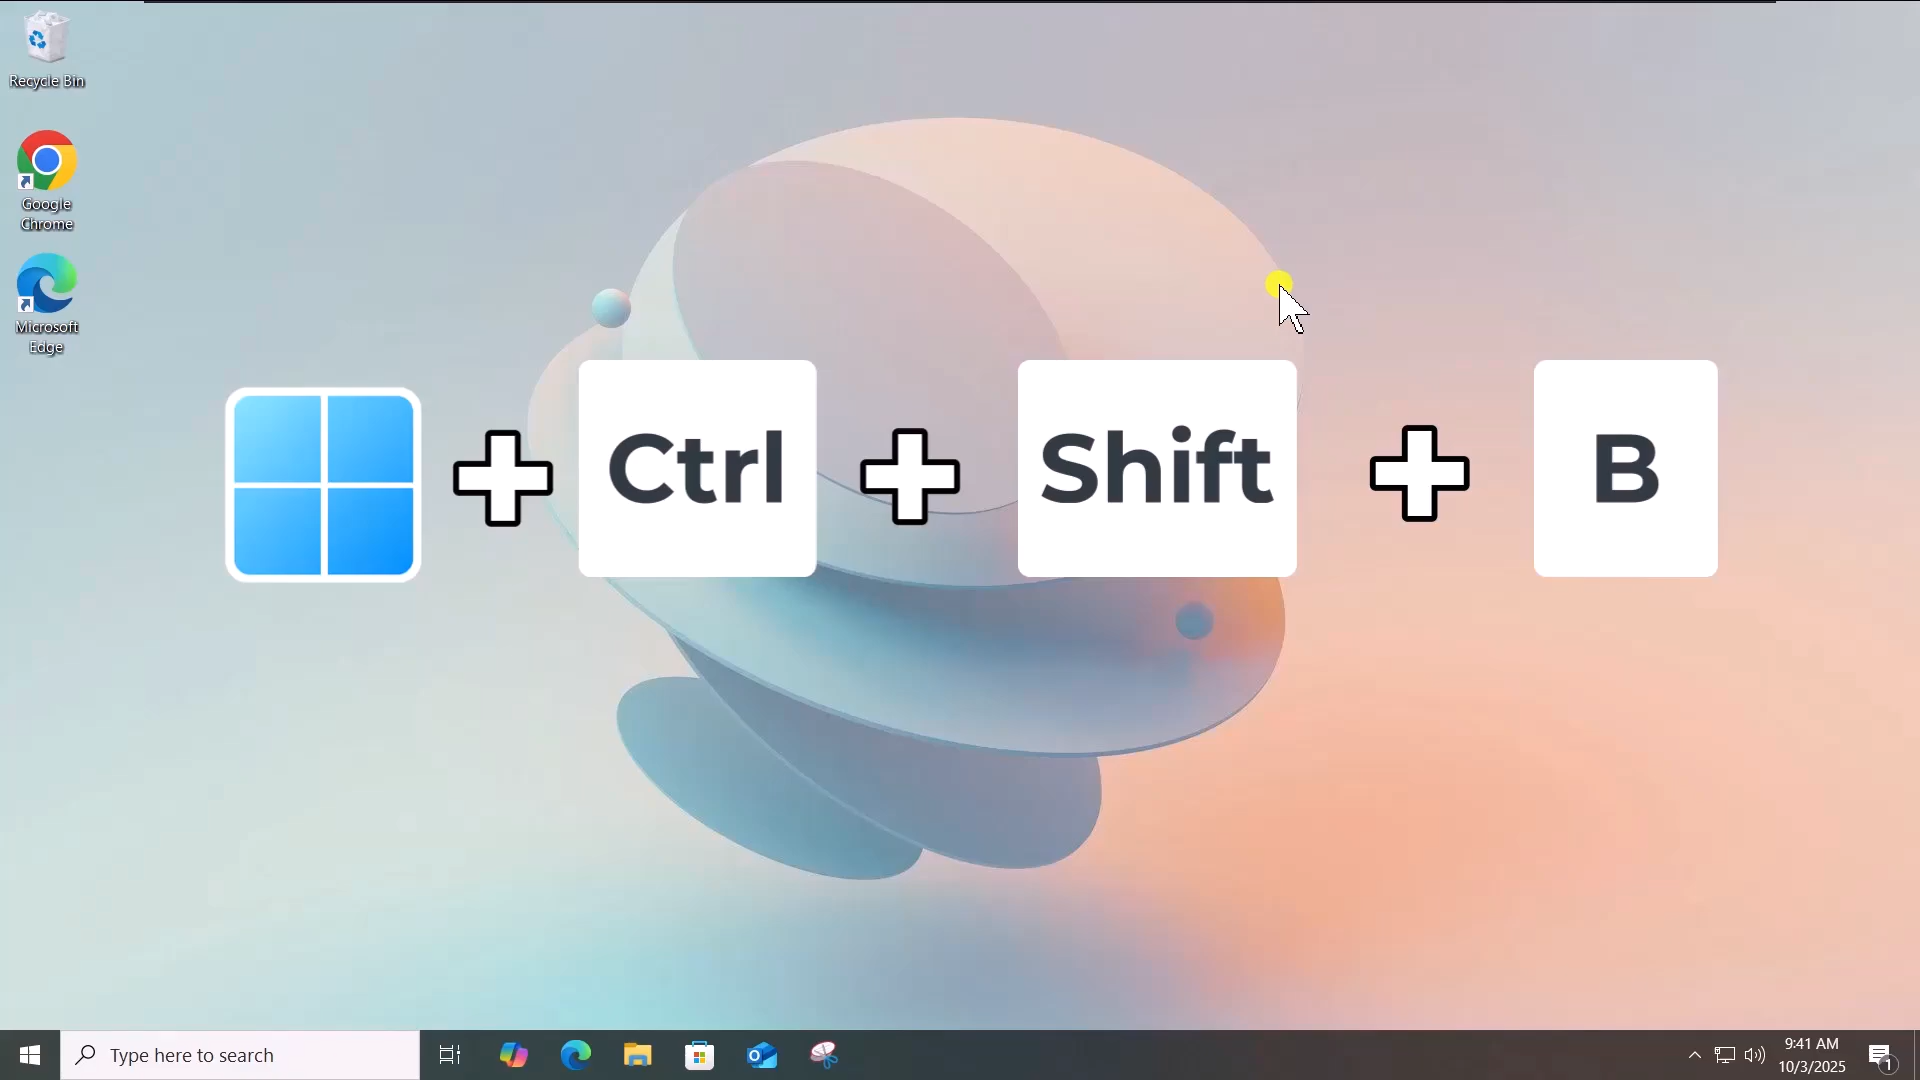 Recycle Bin
Google
Chrome
Microsoft
Edge
Ctrl
Shift
B
Type here to search
9:41 AM
10/3/2025
1